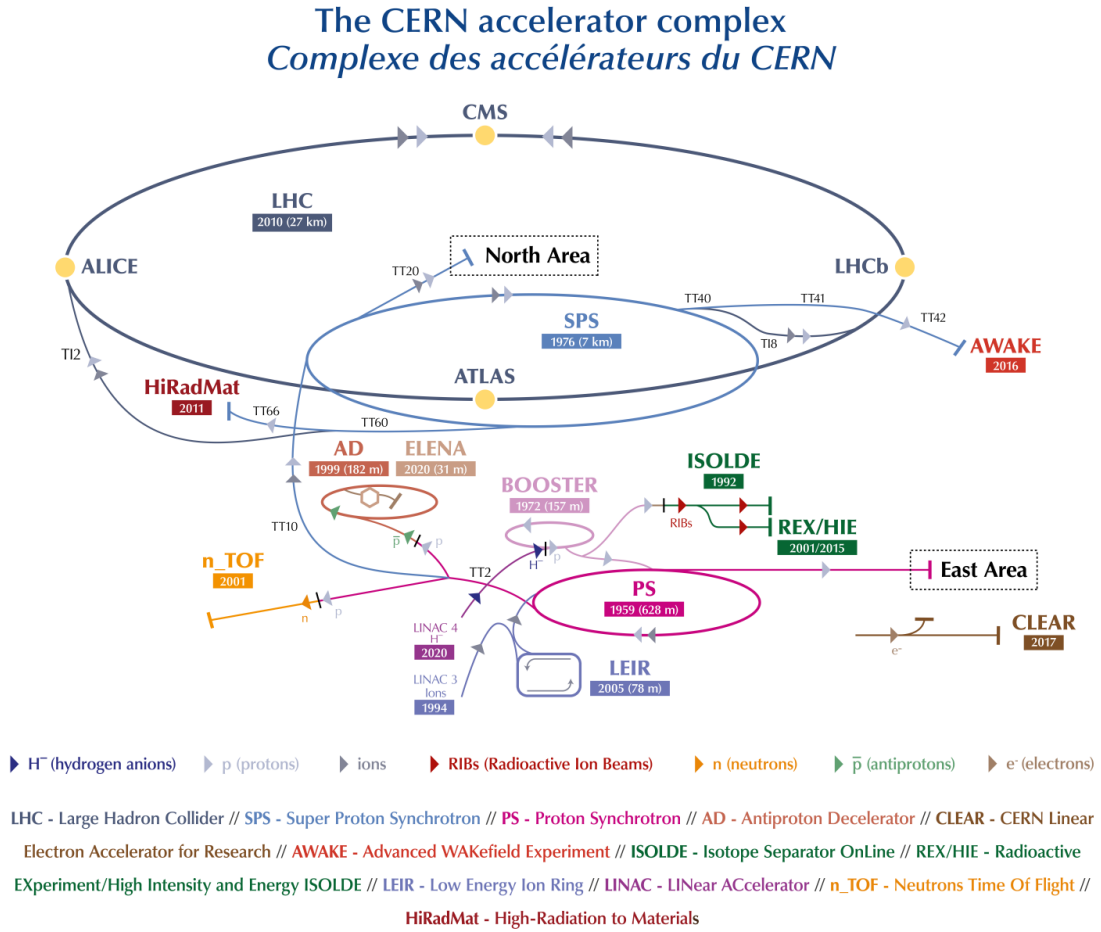 The CERN accelerator complex
Complexe des accélérateurs du CERN
CMS
LHC
2010 (27 km)
North Area
TT20
ALICE
LHCb
TT40
TT41
TT42
SPS
1976 (7 km)
TI8
AWAKE
2016
TI2
ATLAS
HiRadMat
2011
TT66
TT60
AD
1999 (182 m)
ELENA
2020 (31 m)
ISOLDE
1992
BOOSTER
1972 (157 m)
RIBs
REX/HIE
2001/2015
TT10
p̅
p
H⁻
p
n_TOF
2001
TT2
East Area
PS
1959 (628 m)
n
p
LINAC 4
H⁻
2020
CLEAR
2017
e⁻
LEIR
2005 (78 m)
LINAC 3
Ions
1994
H⁻ (hydrogen anions)
p (protons)
ions
RIBs (Radioactive Ion Beams)
n (neutrons)
p̅ (antiprotons)
e⁻ (electrons)
LHC - Large Hadron Collider // SPS - Super Proton Synchrotron // PS - Proton Synchrotron // AD - Antiproton Decelerator // CLEAR - CERN Linear
Electron Accelerator for Research // AWAKE - Advanced WAKefield Experiment // ISOLDE - Isotope Separator OnLine // REX/HIE - Radioactive
EXperiment/High Intensity and Energy ISOLDE // LEIR - Low Energy Ion Ring // LINAC - LINear ACcelerator // n_TOF - Neutrons Time Of Flight //
HiRadMat - High-Radiation to Materials